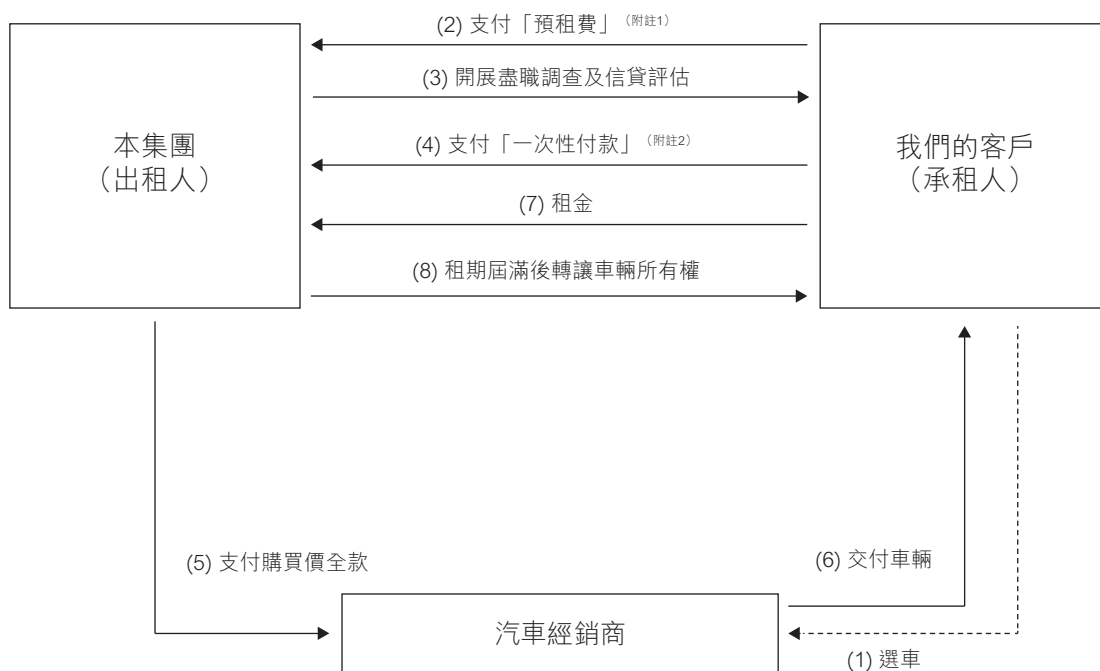 (2) 支付「預租費」（附註1）
(3) 開展盡職調查及信貸評估
本集團
（出租人）
我們的客戶
（承租人）
(4) 支付「一次性付款」（附註2）
(7) 租金
(8) 租期屆滿後轉讓車輛所有權
(5) 支付購買價全款
(6) 交付車輛
汽車經銷商
(1) 選車